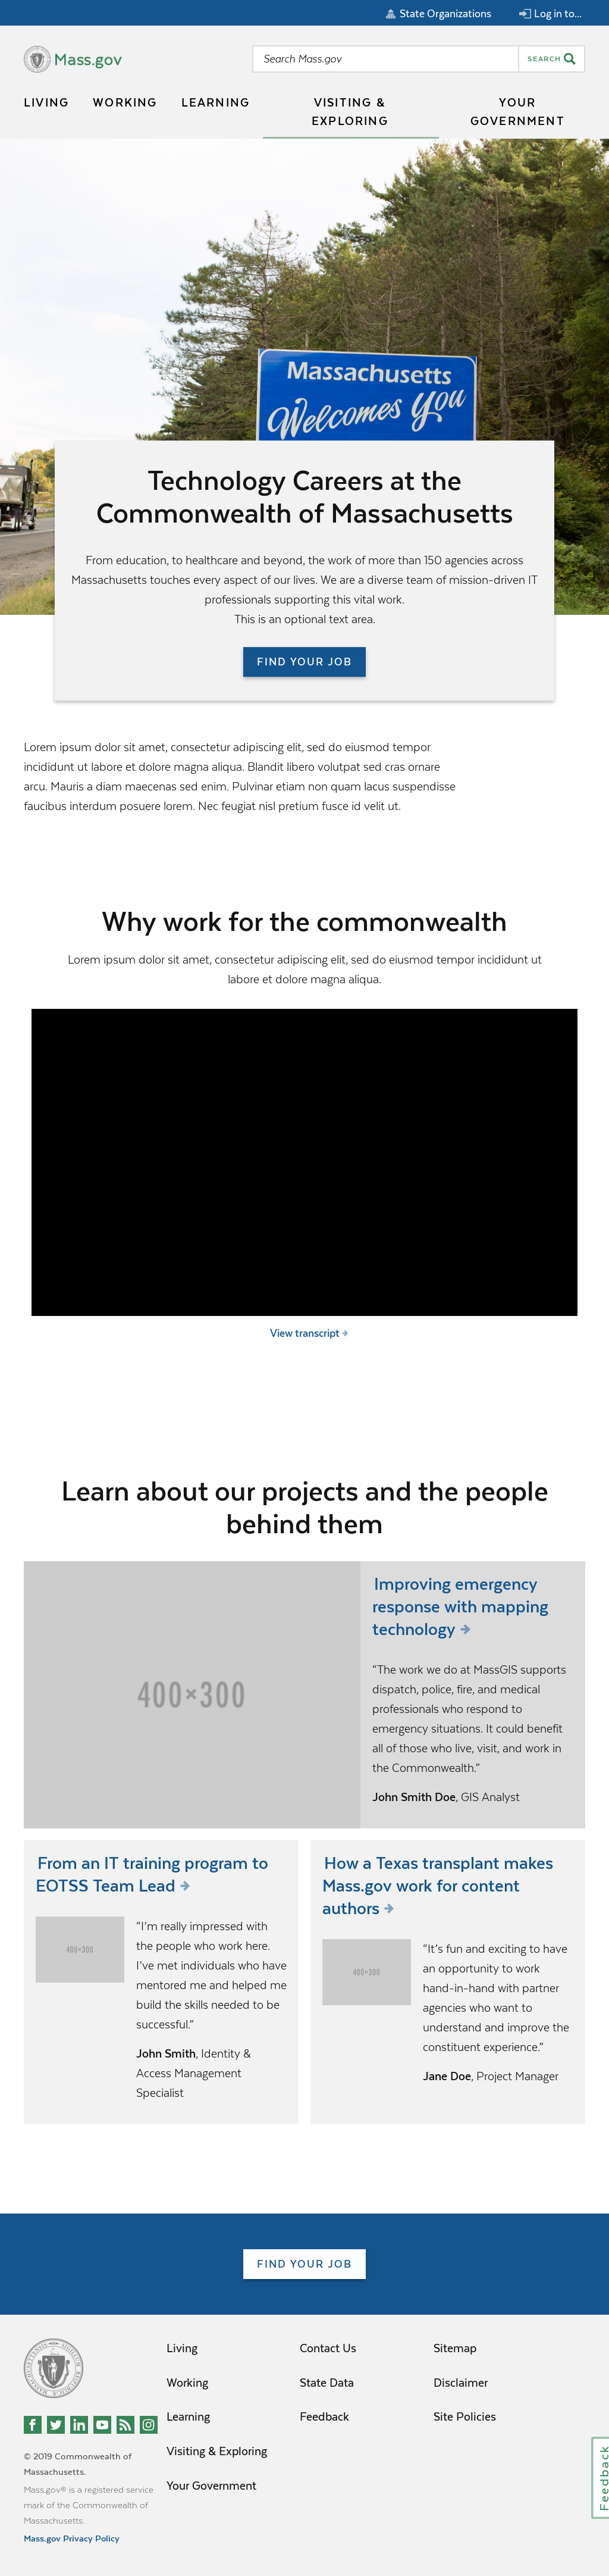 State Organizations
Log in to...
Mass.gov
Search Mass.gov
SEARCH
LIVING
WORKING
LEARNING
VISITING &
EXPLORING
YOUR
GOVERNMENT
Massachusetts
Welcomes You
Technology Careers at the
Commonwealth of Massachusetts
From education, to healthcare and beyond, the work of more than 150 agencies across
Massachusetts touches every aspect of our lives. We are a diverse team of mission-driven IT
professionals supporting this vital work.
This is an optional text area.
FIND YOUR JOB
Lorem ipsum dolor sit amet, consectetur adipiscing elit, sed do eiusmod tempor
incididunt ut labore et dolore magna aliqua. Blandit libero volutpat sed cras ornare
arcu. Mauris a diam maecenas sed enim. Pulvinar etiam non quam lacus suspendisse
faucibus interdum posuere lorem. Nec feugiat nisl pretium fusce id velit ut.
Why work for the commonwealth
Lorem ipsum dolor sit amet, consectetur adipiscing elit, sed do eiusmod tempor incididunt ut
labore et dolore magna aliqua.
View transcript
Learn about our projects and the people
behind them
400×300
Improving emergency
response with mapping
technology
“The work we do at MassGIS supports
dispatch, police, fire, and medical
professionals who respond to
emergency situations. It could benefit
all of those who live, visit, and work in
the Commonwealth.”
John Smith Doe, GIS Analyst
From an IT training program to
EOTSS Team Lead
400×300
“I’m really impressed with
the people who work here.
I’ve met individuals who have
mentored me and helped me
build the skills needed to be
successful.”
John Smith, Identity &
Access Management
Specialist
How a Texas transplant makes
Mass.gov work for content
authors
400×300
“It’s fun and exciting to have
an opportunity to work
hand-in-hand with partner
agencies who want to
understand and improve the
constituent experience.”
Jane Doe, Project Manager
FIND YOUR JOB
Living
Working
Learning
Visiting & Exploring
Your Government
Contact Us
State Data
Feedback
Sitemap
Disclaimer
Site Policies
© 2019 Commonwealth of
Massachusetts.
Mass.gov® is a registered service
mark of the Commonwealth of
Massachusetts.
Mass.gov Privacy Policy
Feedback